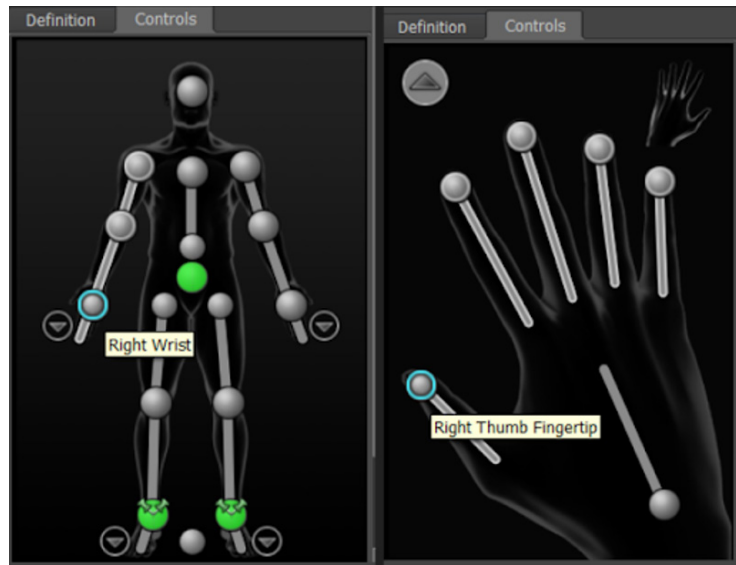 Definition
Controls
Right Wrist
Definition
Controls
Right Thumb Fingertip